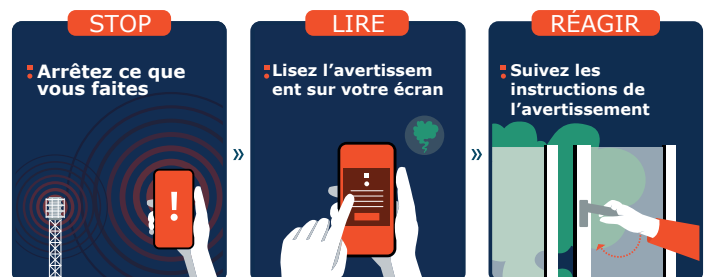 STOP
Arrêtez ce que
vous faites
»
LIRE
Lisez l’avertissem
ent sur votre écran
»
RÉAGIR
Suivez les
instructions de
l’avertissement
!